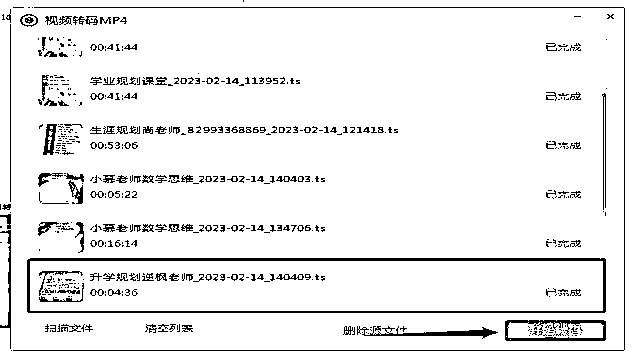 视频转码MP4
00:41:44
已完成
学业规划课堂_2023-02-14_113952.ts
00:41:44
已完成
生涯规划尚老师_82993368869_2023-02-14_121418.ts
00:53:06
已完成
小慕老师数学思维_2023-02-14_140403.ts
00:05:22
已完成
小慕老师数学思维_2023-02-14_134706.ts
00:16:14
已完成
升学规划逆枫老师_2023-02-14_140409.ts
00:04:36
已完成
扫描文件 清空列表 删除源文件